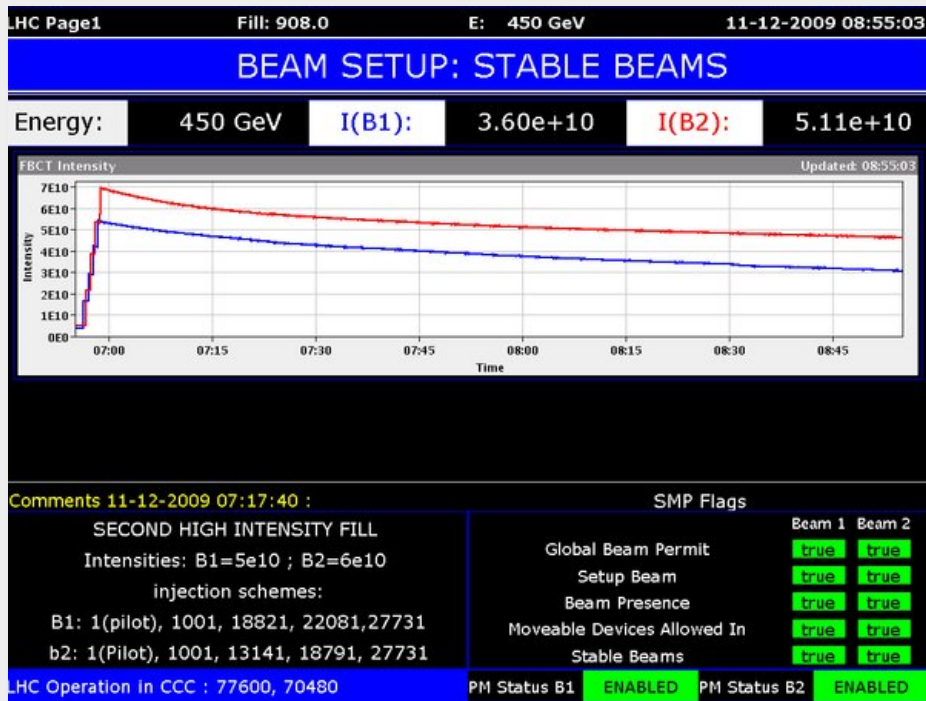 LHC Page1 Fill: 908.0 E: 450 GeV 11-12-2009 08:55:03
BEAM SETUP: STABLE BEAMS
Energy: 450 GeV I(B1): 3.60e+10 I(B2): 5.11e+10
FBCT Intensity Updated: 08:55:03
7E10
6E10
5E10
4E10
3E10
2E10
1E10
0E0
Intensity
07:00 07:15 07:30 07:45 08:00 08:15 08:30 08:45
Time
Comments 11-12-2009 07:17:40 :
SECOND HIGH INTENSITY FILL
Intensities: B1=5e10 ; B2=6e10
injection schemes:
B1: 1(pilot), 1001, 18821, 22081,27731
b2: 1(Pilot), 1001, 13141, 18791, 27731
SMP Flags
Beam 1 Beam 2
Global Beam Permit true true
Setup Beam true true
Beam Presence true true
Moveable Devices Allowed In true true
Stable Beams true true
LHC Operation in CCC : 77600, 70480 PM Status B1 ENABLED PM Status B2 ENABLED